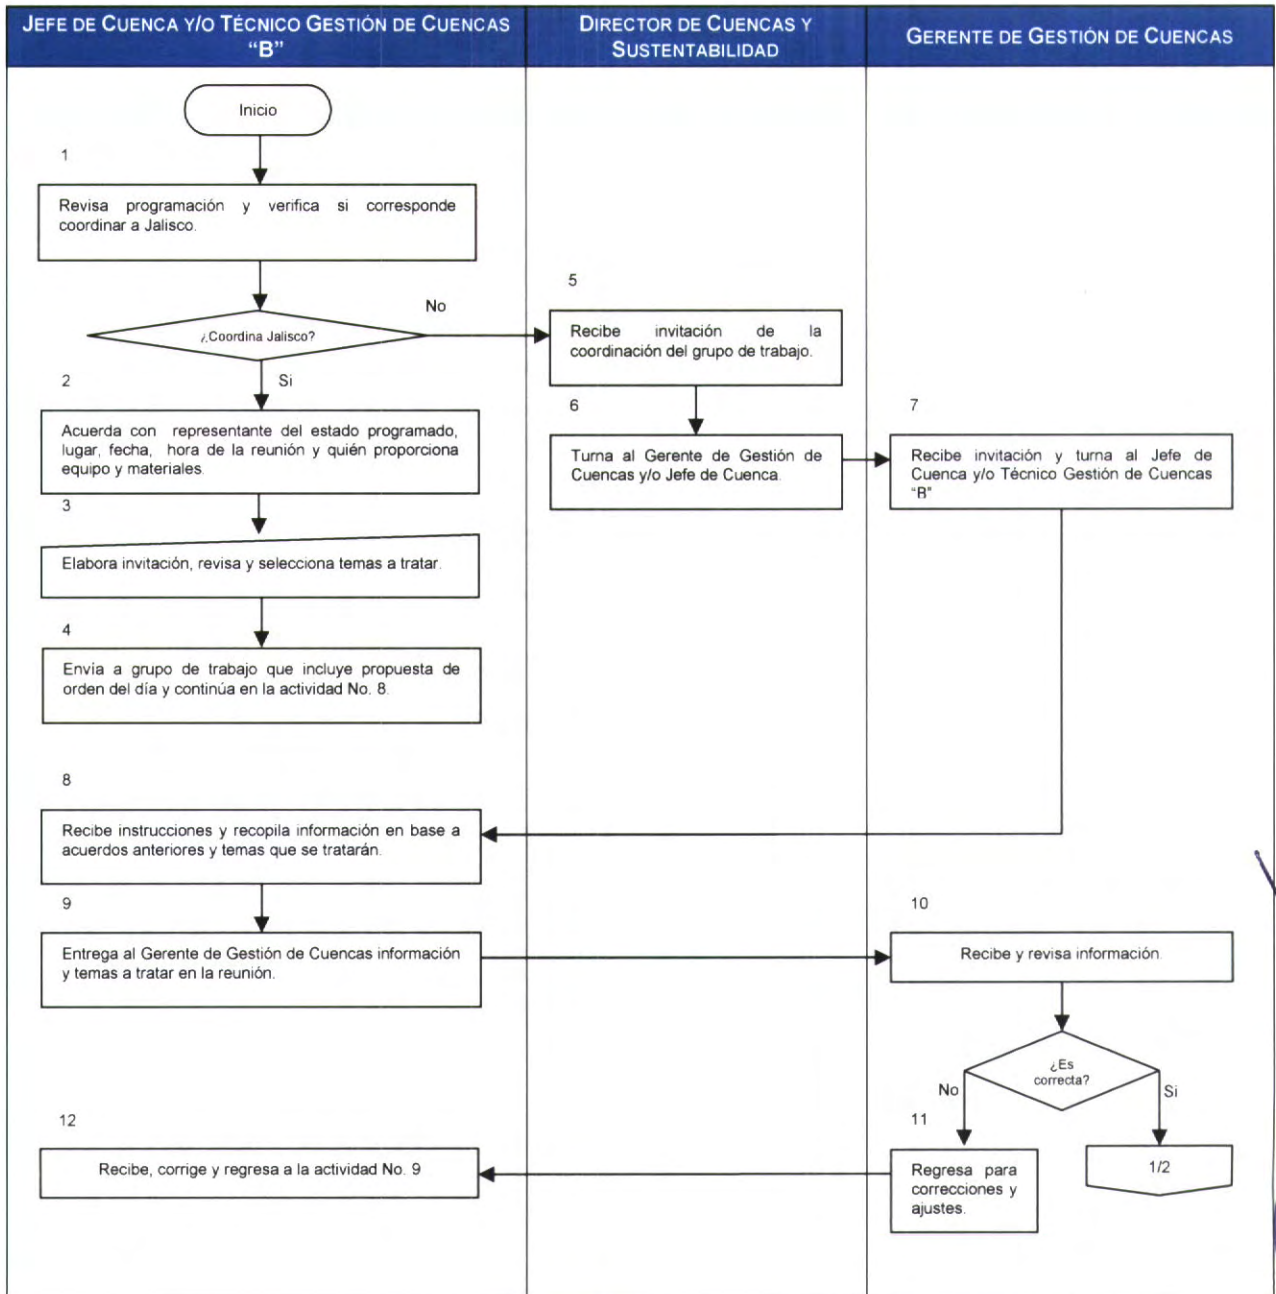 JEFE DE CUENCA Y/O TÉCNICO GESTIÓN DE CUENCAS
“B”
DIRECTOR DE CUENCAS Y
SUSTENTABILIDAD
GERENTE DE GESTIÓN DE CUENCAS
Inicio
1
Revisa programación y verifica si corresponde
coordinar a Jalisco.
¿Coordina Jalisco?
No
Si
5
Recibe invitación de la
coordinación del grupo de trabajo.
2
Acuerda con representante del estado programado,
lugar, fecha, hora de la reunión y quién proporciona
equipo y materiales.
6
Turna al Gerente de Gestión de
Cuencas y/o Jefe de Cuenca.
7
Recibe invitación y turna al Jefe de
Cuenca y/o Técnico Gestión de Cuencas
“B”
3
Elabora invitación, revisa y selecciona temas a tratar.
4
Envía a grupo de trabajo que incluye propuesta de
orden del día y continúa en la actividad No. 8.
8
Recibe instrucciones y recopila información en base a
acuerdos anteriores y temas que se tratarán.
9
Entrega al Gerente de Gestión de Cuencas información
y temas a tratar en la reunión.
10
Recibe y revisa información.
¿Es
correcta?
No
Si
11
Regresa para
correcciones y
ajustes.
1/2
12
Recibe, corrige y regresa a la actividad No. 9